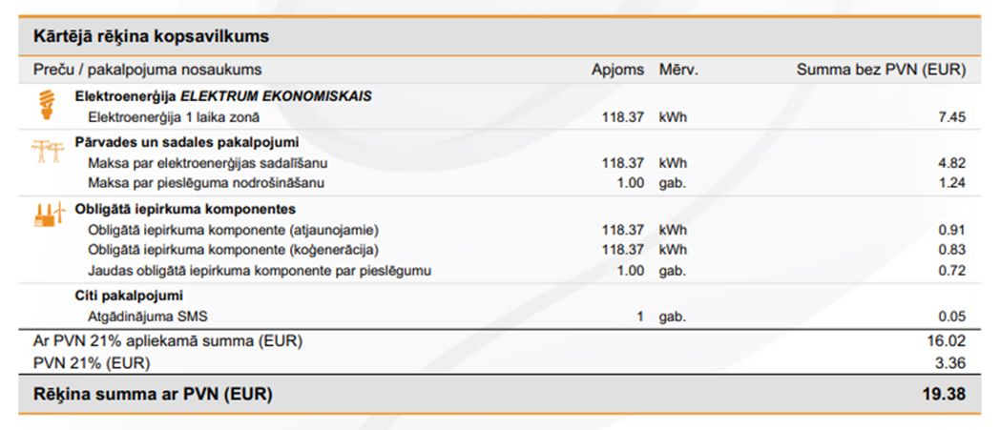 Kārtējā rēķina kopsavilkums
Preču / pakalpojuma nosaukums Apjoms Mērv. Summa bez PVN (EUR)
Elektroenerģija ELEKTRUM EKONOMISKAIS
Elektroenerģija 1 laika zonā 118.37 kWh 7.45
Pārvades un sadales pakalpojumi
Maksa par elektroenerģijas sadalīšanu 118.37 kWh 4.82
Maksa par pieslēguma nodrošināšanu 1.00 gab. 1.24
Obligātā iepirkuma komponentes
Obligātā iepirkuma komponente (atjaunojamie) 118.37 kWh 0.91
Obligātā iepirkuma komponente (koģenerācija) 118.37 kWh 0.83
Jaudas obligātā iepirkuma komponente par pieslēgumu 1.00 gab. 0.72
Citi pakalpojumi
Atgādinājuma SMS 1 gab. 0.05
Ar PVN 21% apliekamā summa (EUR) 16.02
PVN 21% (EUR) 3.36
Rēķina summa ar PVN (EUR) 19.38